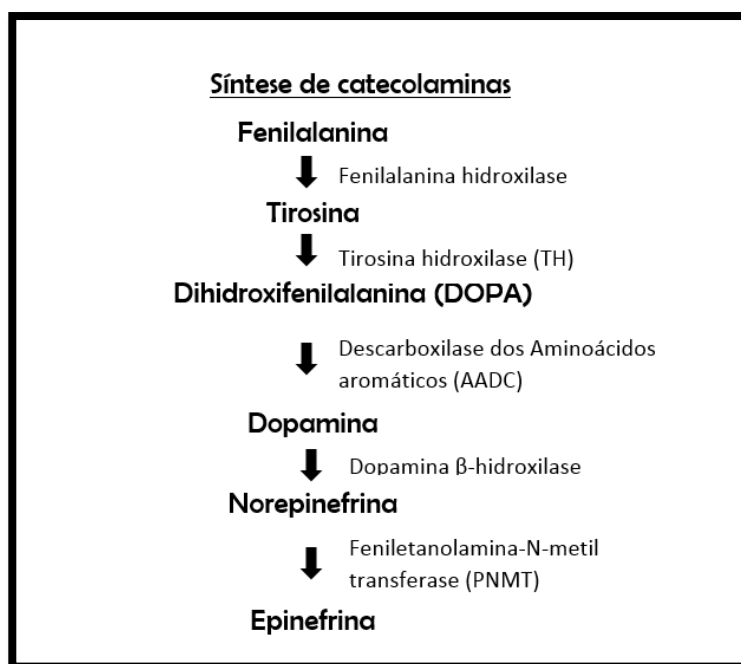 Síntese de catecolaminas
Fenilalanina
Fenilalanina hidroxilase
Tirosina
Tirosina hidroxilase (TH)
Dihidroxifenilalanina (DOPA)
Descarboxilase dos Aminoácidos
aromáticos (AADC)
Dopamina
Dopamina β-hidroxilase
Norepinefrina
Feniletanolamina-N-metil
transferase (PNMT)
Epinefrina